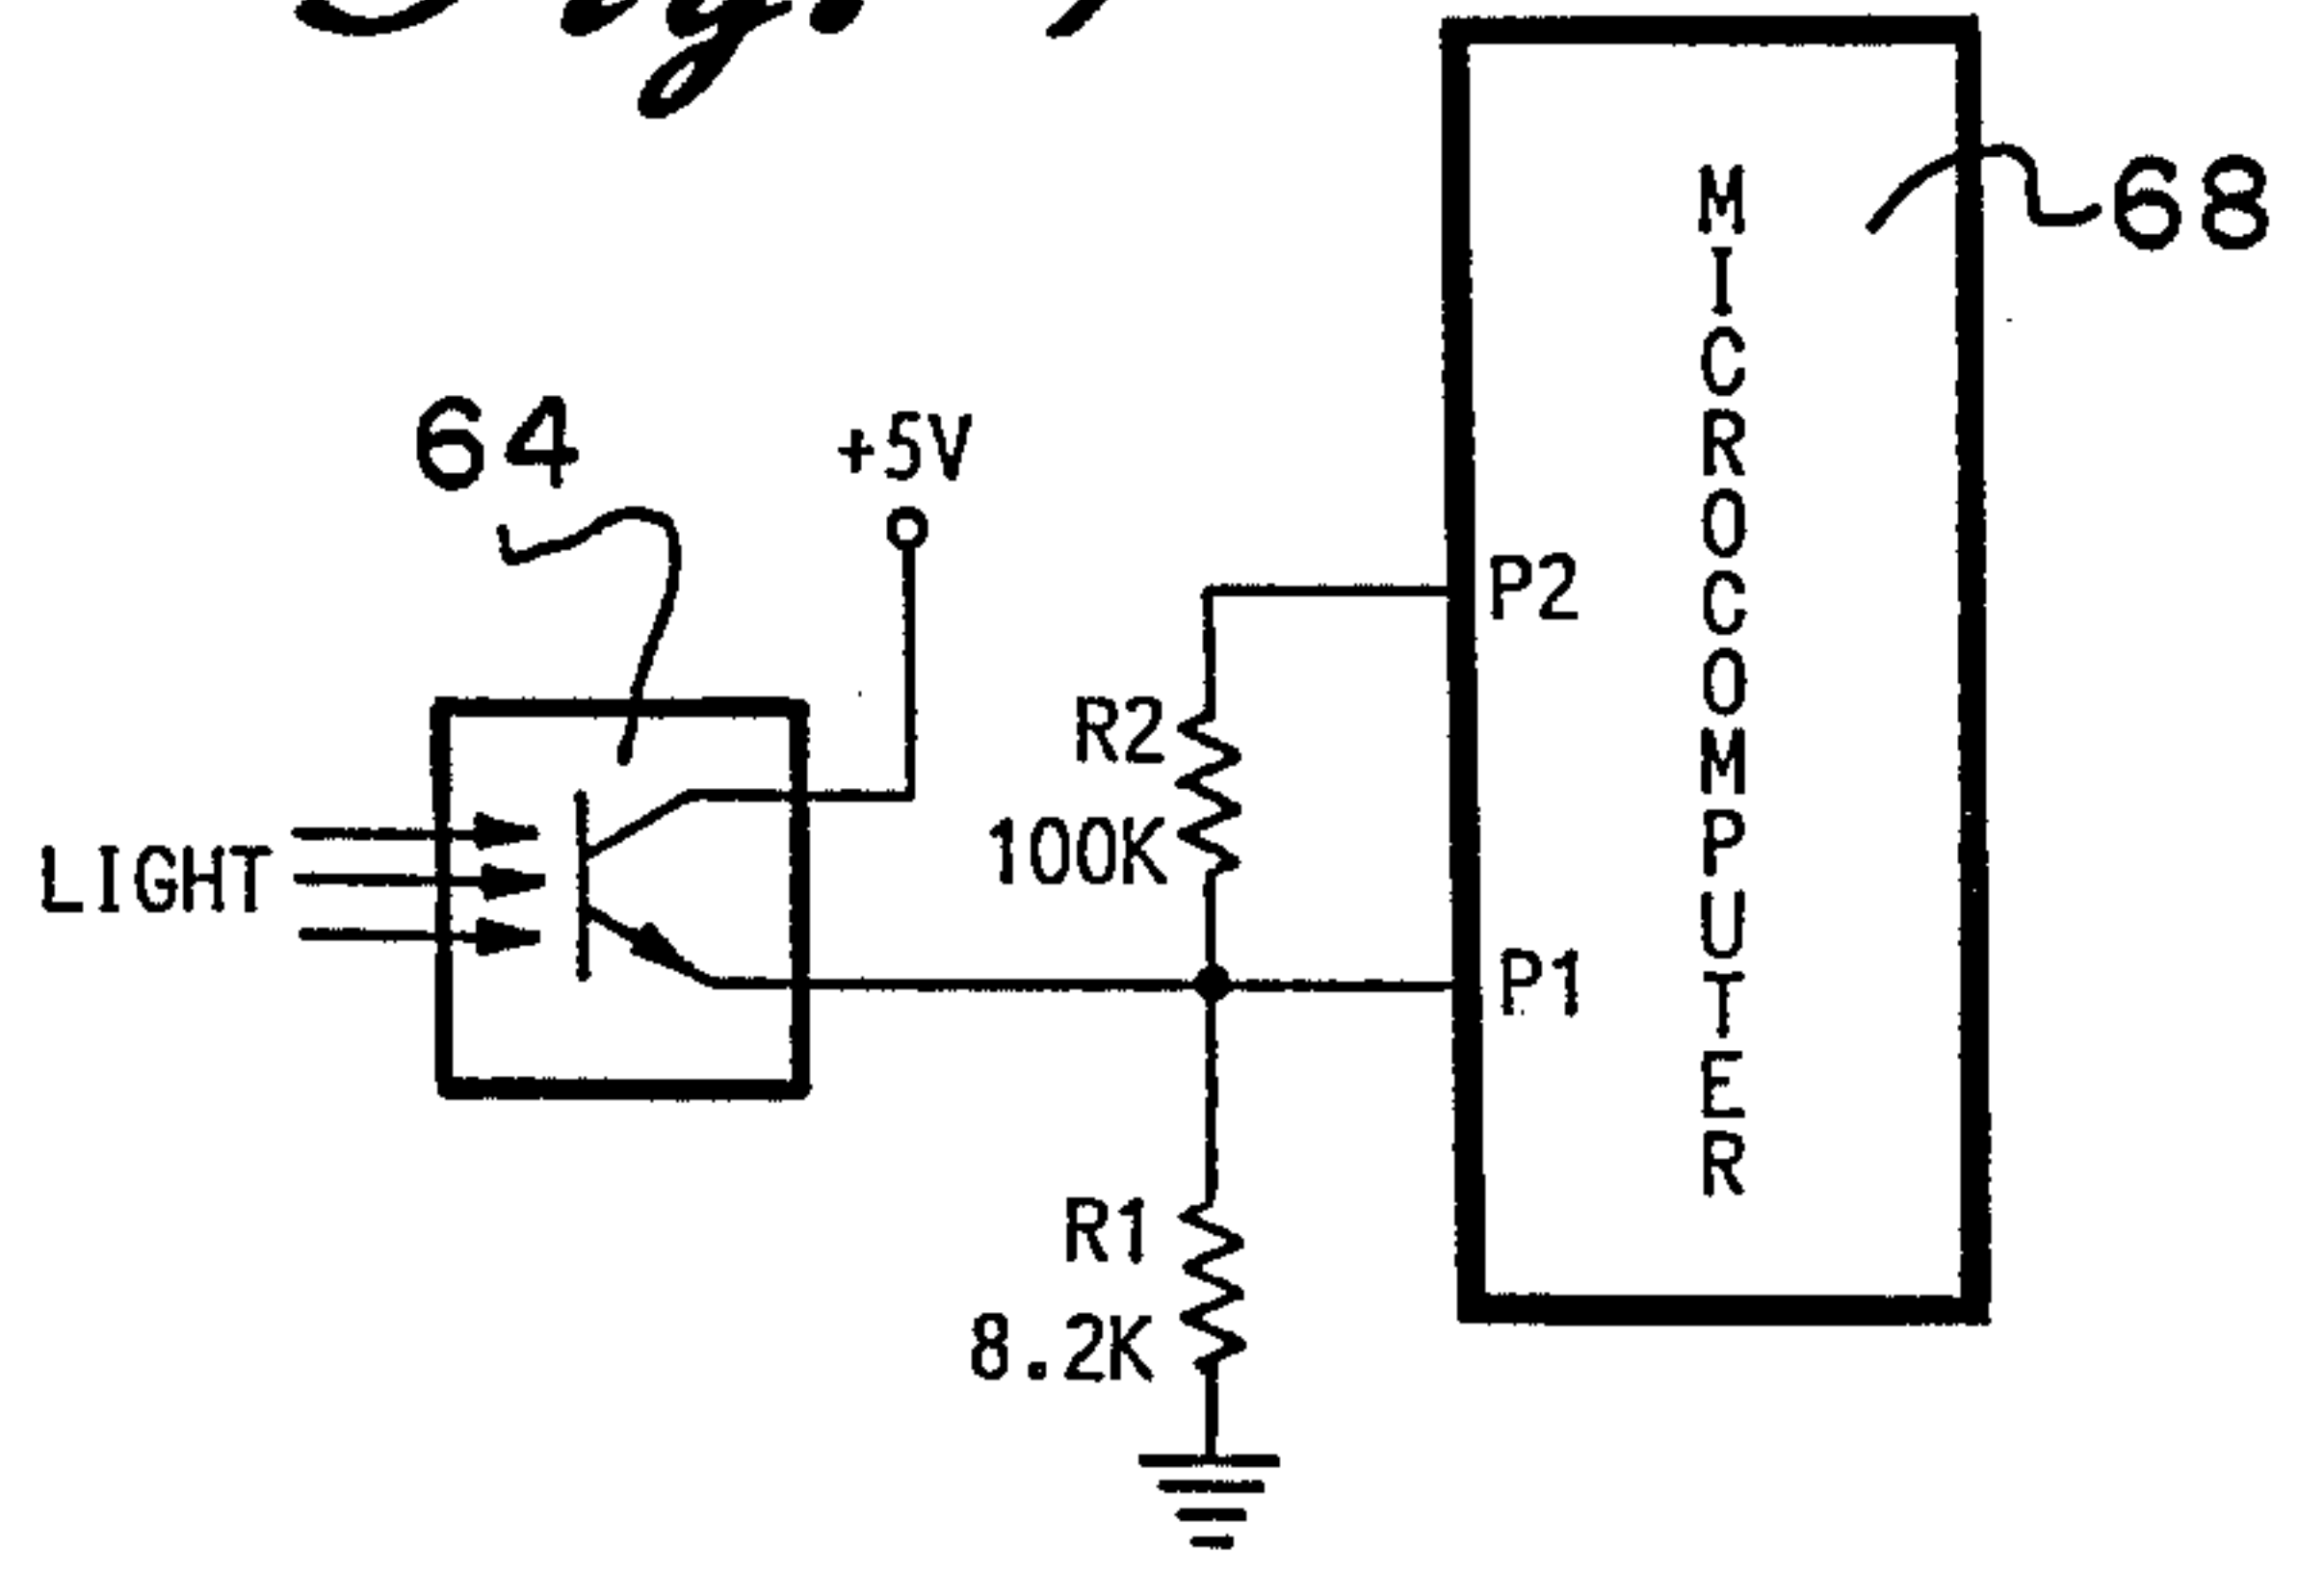 68
64
+5V
P2
R2
100K
LIGHT
P1
R1
8.2K
MICROCOMPUTER